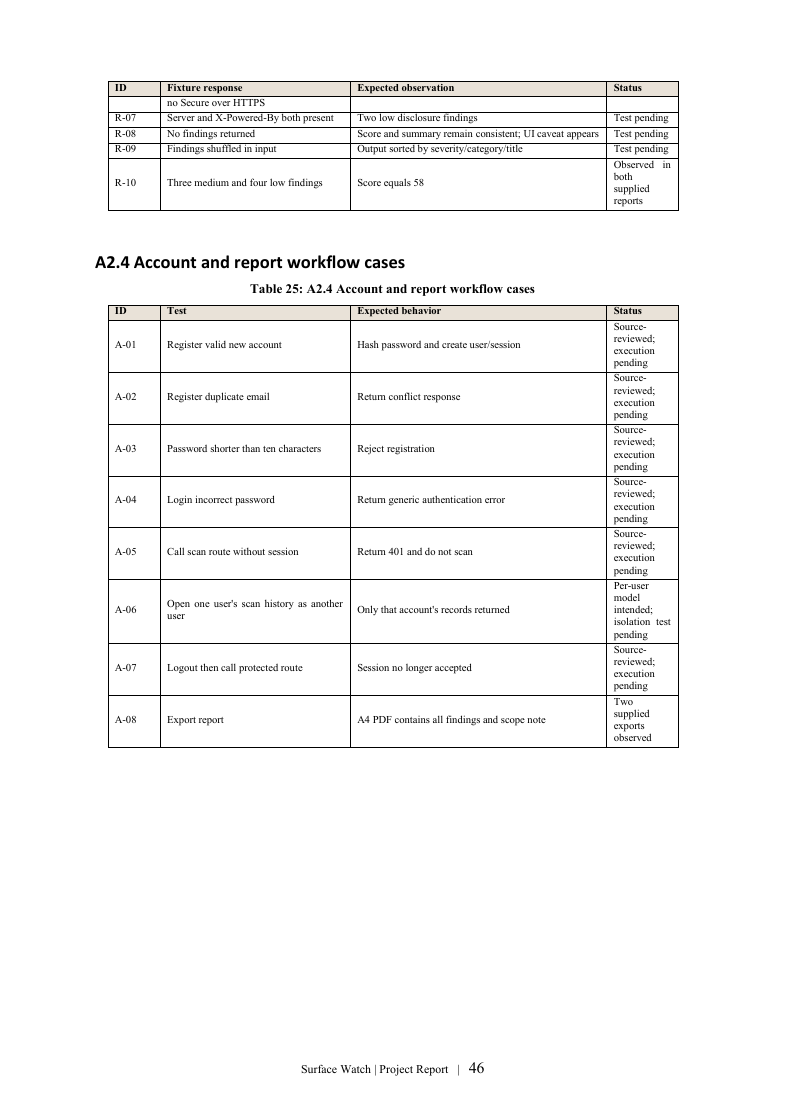 ID Fixture response Expected observation Status
no Secure over HTTPS
R-07 Server and X-Powered-By both present Two low disclosure findings Test pending
R-08 No findings returned Score and summary remain consistent; UI caveat appears Test pending
R-09 Findings shuffled in input Output sorted by severity/category/title Test pending
R-10 Three medium and four low findings Score equals 58 Observed in
both
supplied
reports
A2.4 Account and report workflow cases
Table 25: A2.4 Account and report workflow cases
ID Test Expected behavior Status
A-01 Register valid new account Hash password and create user/session Source-
reviewed;
execution
pending
A-02 Register duplicate email Return conflict response Source-
reviewed;
execution
pending
A-03 Password shorter than ten characters Reject registration Source-
reviewed;
execution
pending
A-04 Login incorrect password Return generic authentication error Source-
reviewed;
execution
pending
A-05 Call scan route without session Return 401 and do not scan Source-
reviewed;
execution
pending
A-06 Open one user's scan history as another
user Only that account's records returned Per-user
model
intended;
isolation test
pending
A-07 Logout then call protected route Session no longer accepted Source-
reviewed;
execution
pending
A-08 Export report A4 PDF contains all findings and scope note Two
supplied
exports
observed
Surface Watch | Project Report | 46